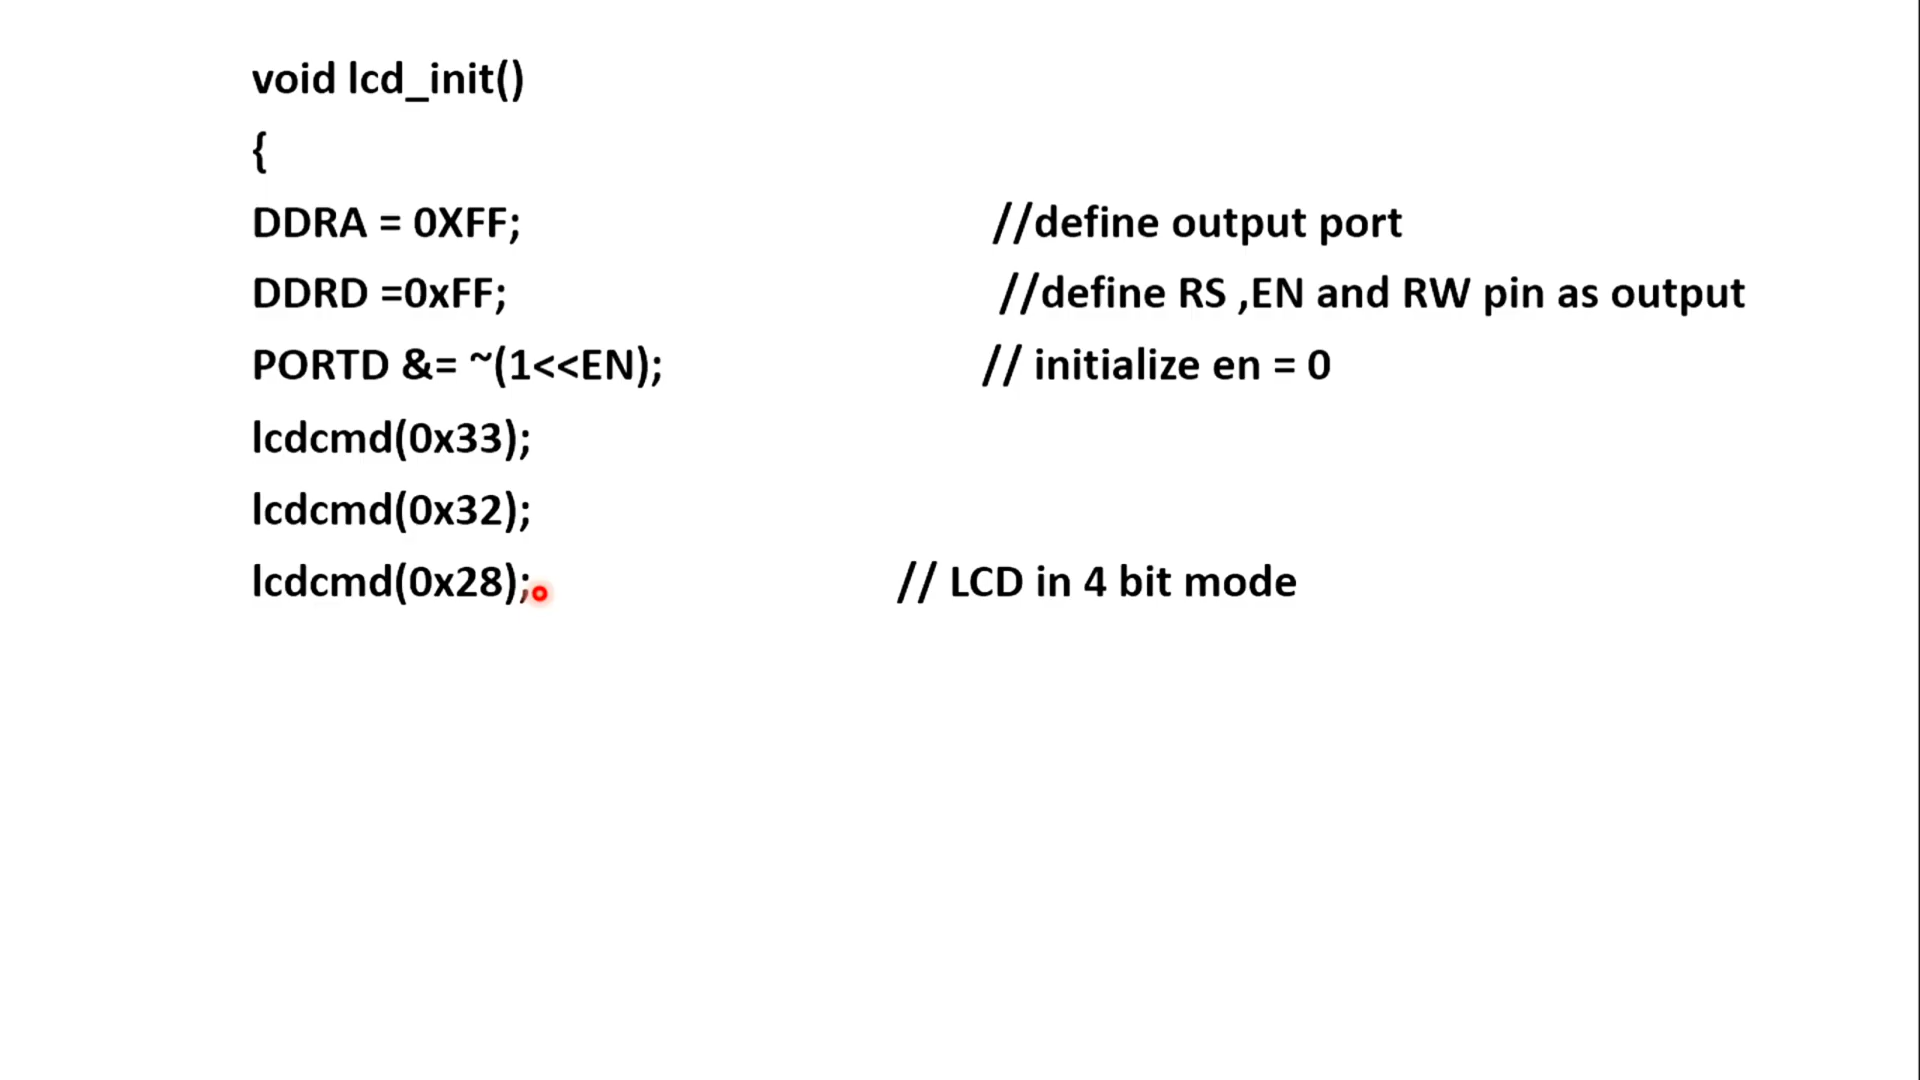 void lcd_init()
{
DDRA = 0XFF; //define output port
DDRD =0xFF; //define RS ,EN and RW pin as output
PORTD &= ~(1<<EN); // initialize en = 0
lcdcmd(0x33);
lcdcmd(0x32);
lcdcmd(0x28); // LCD in 4 bit mode